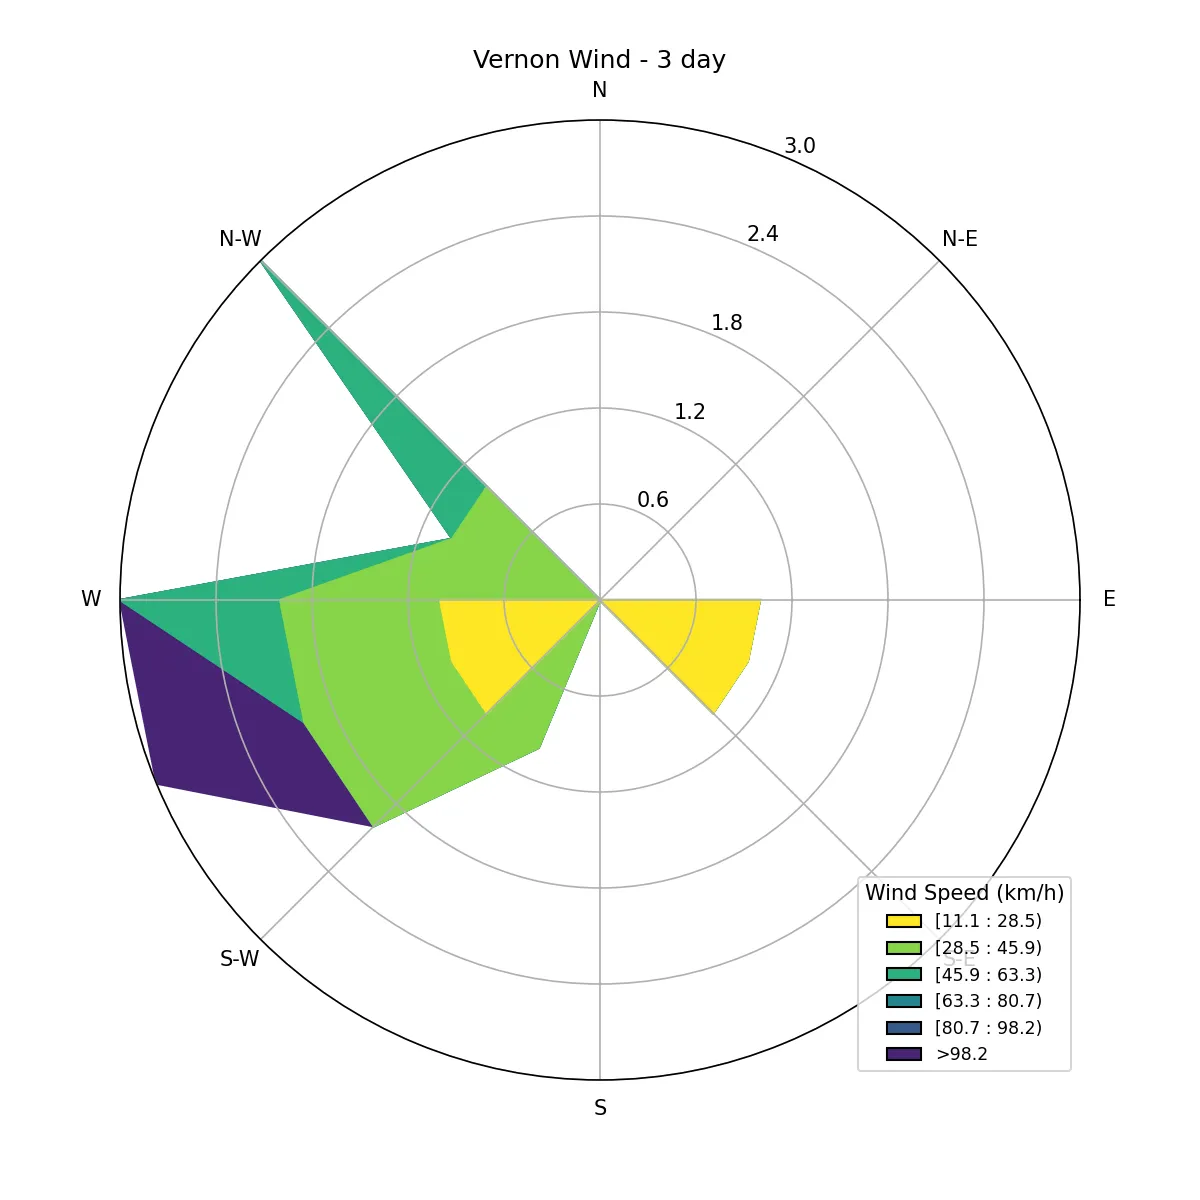 Vernon Wind - 3 day
N
3.0
N-W
N-E
2.4
1.8
1.2
0.6
W
E
S-W
S-E
S
Wind Speed (km/h)
[11.1 : 28.5)
[28.5 : 45.9)
[45.9 : 63.3)
[63.3 : 80.7)
[80.7 : 98.2)
>98.2